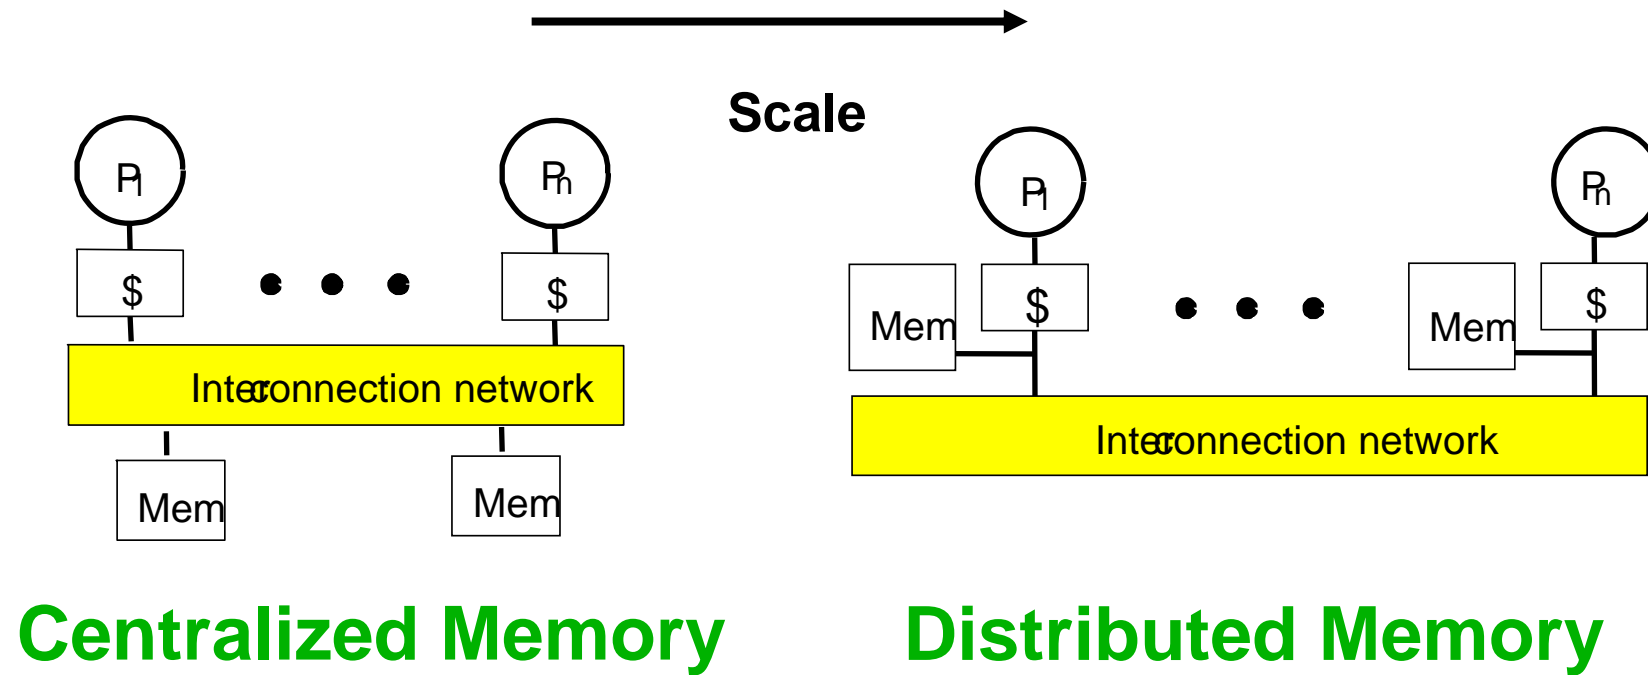 Scale
P1
Pn
$
$
Interconnection network
Mem
Mem
Centralized Memory
P1
Pn
Mem
$
Mem
$
Interconnection network
Distributed Memory